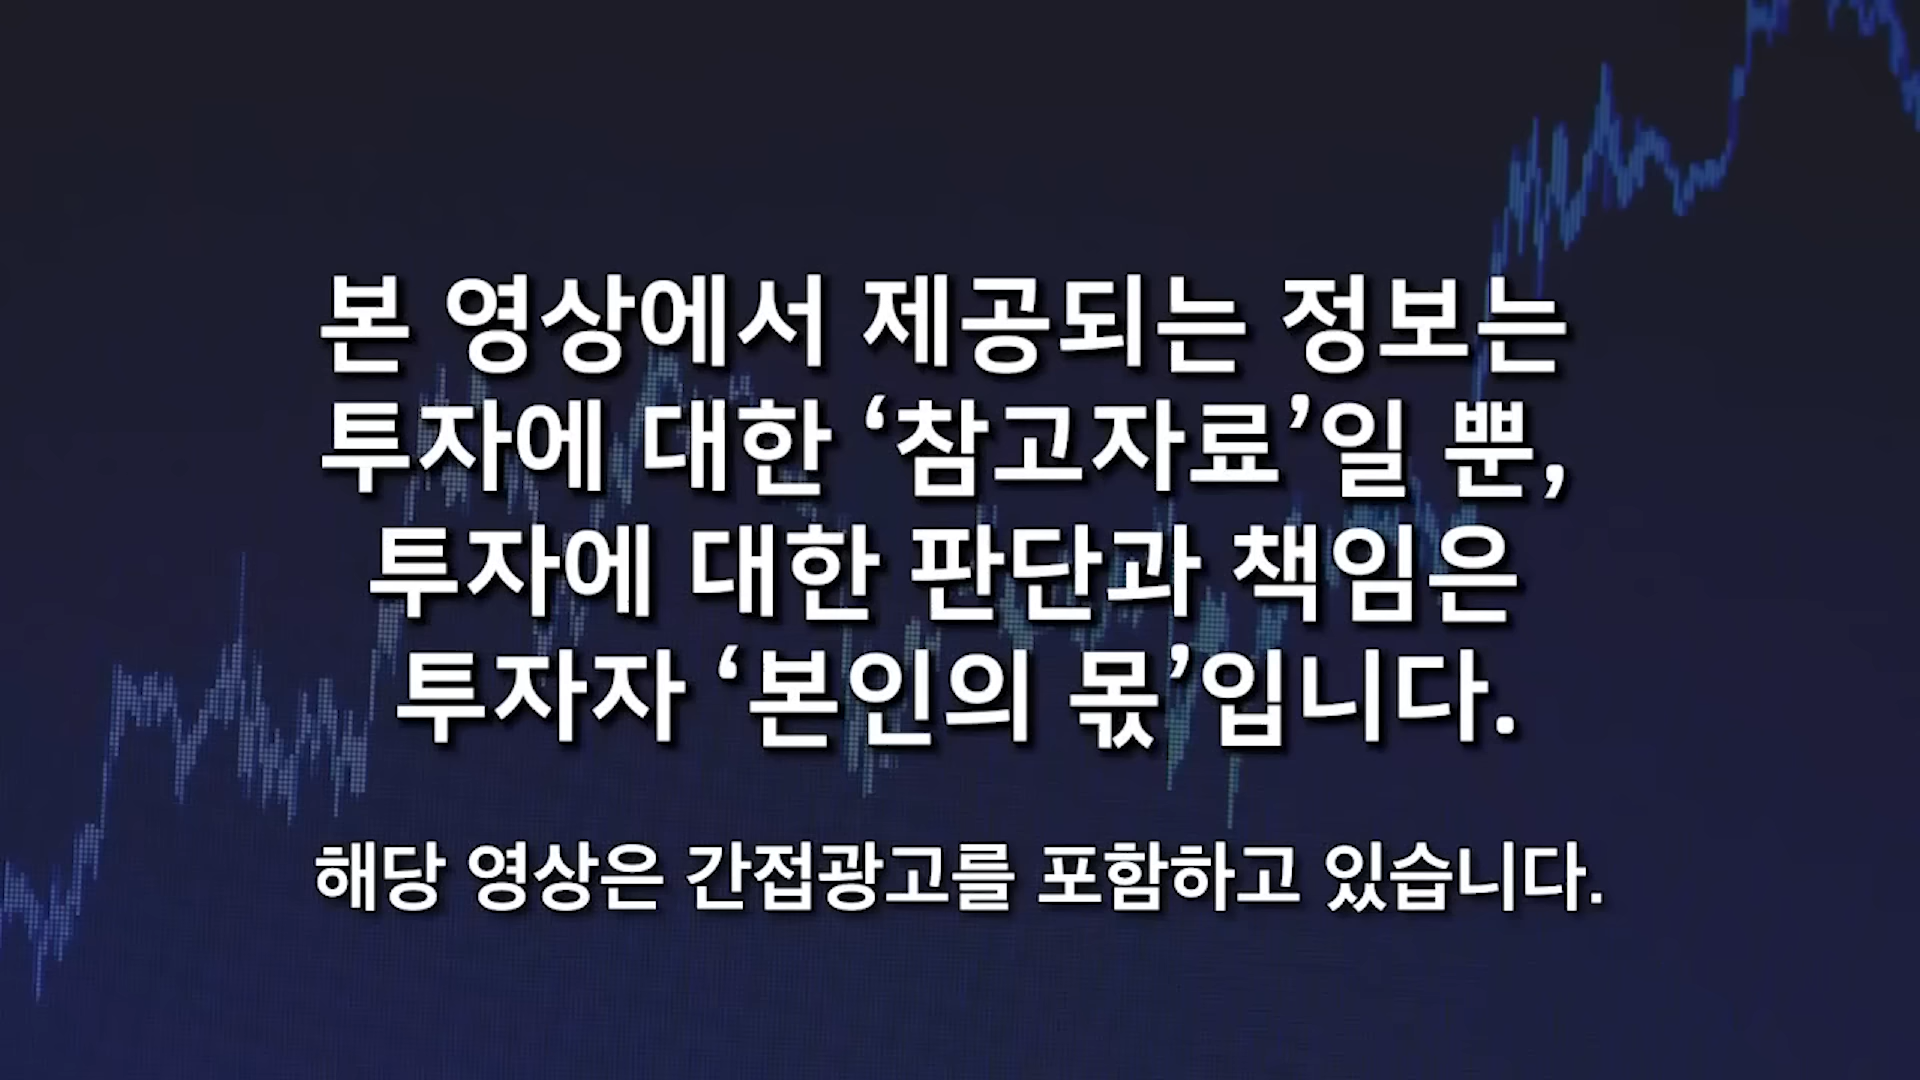 본 영상에서 제공되는 정보는
투자에 대한 ‘참고자료’일 뿐,
투자에 대한 판단과 책임은
투자자 ‘본인의 몫’입니다.
해당 영상은 간접광고를 포함하고 있습니다.